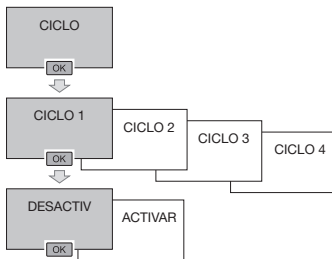 CICLO
OK
CICLO 1
CICLO 2
CICLO 3
CICLO 4
OK
DESACTIV
ACTIVAR
OK